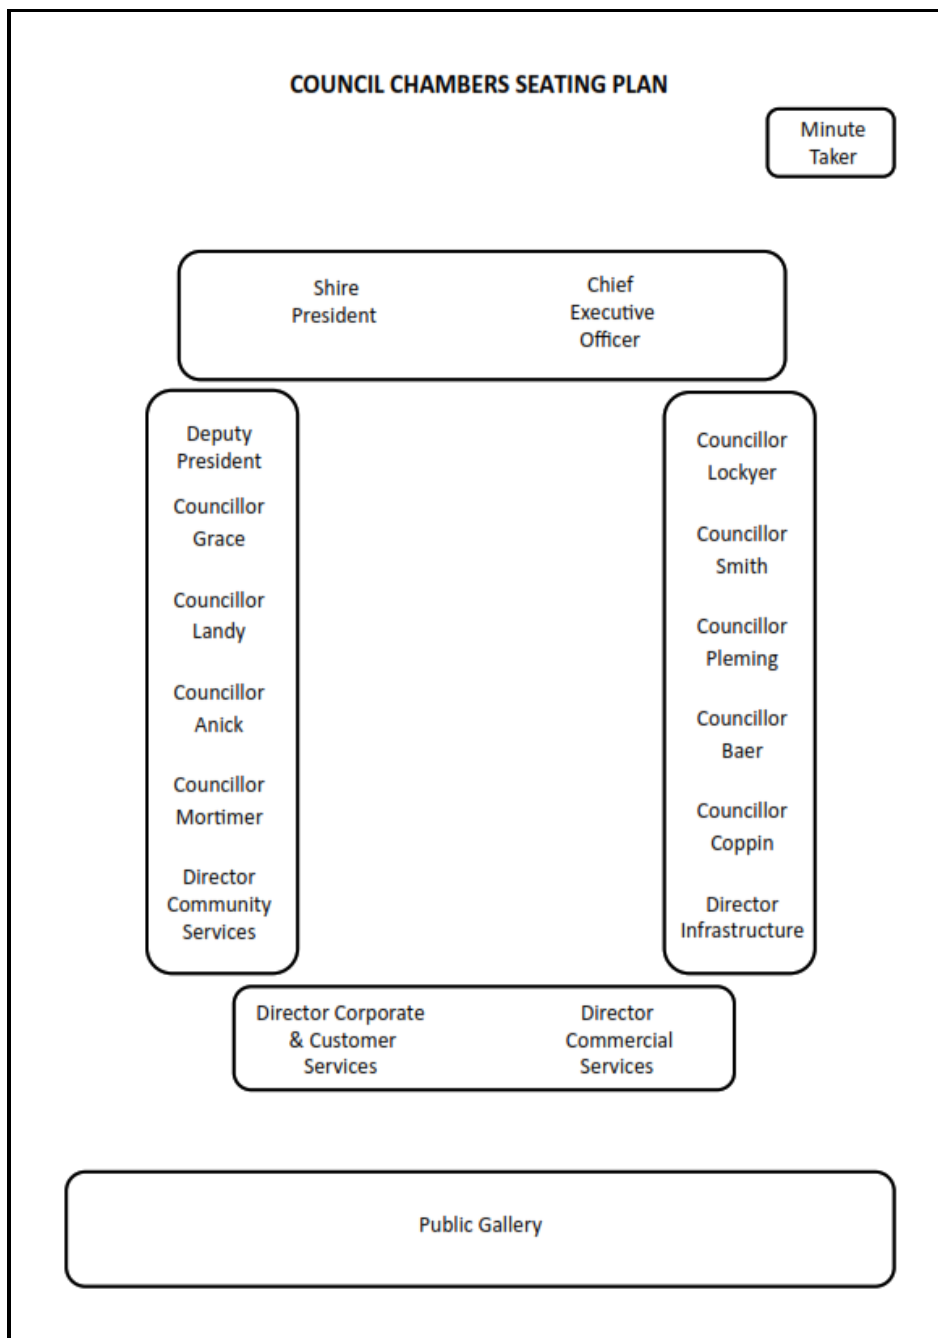 COUNCIL CHAMBERS SEATING PLAN
Minute
Taker
Shire
President
Chief
Executive
Officer
Deputy
President
Councillor
Grace
Councillor
Landy
Councillor
Anick
Councillor
Mortimer
Director
Community
Services
Councillor
Lockyer
Councillor
Smith
Councillor
Pleming
Councillor
Baer
Councillor
Coppin
Director
Infrastructure
Director Corporate
& Customer
Services
Director
Commercial
Services
Public Gallery